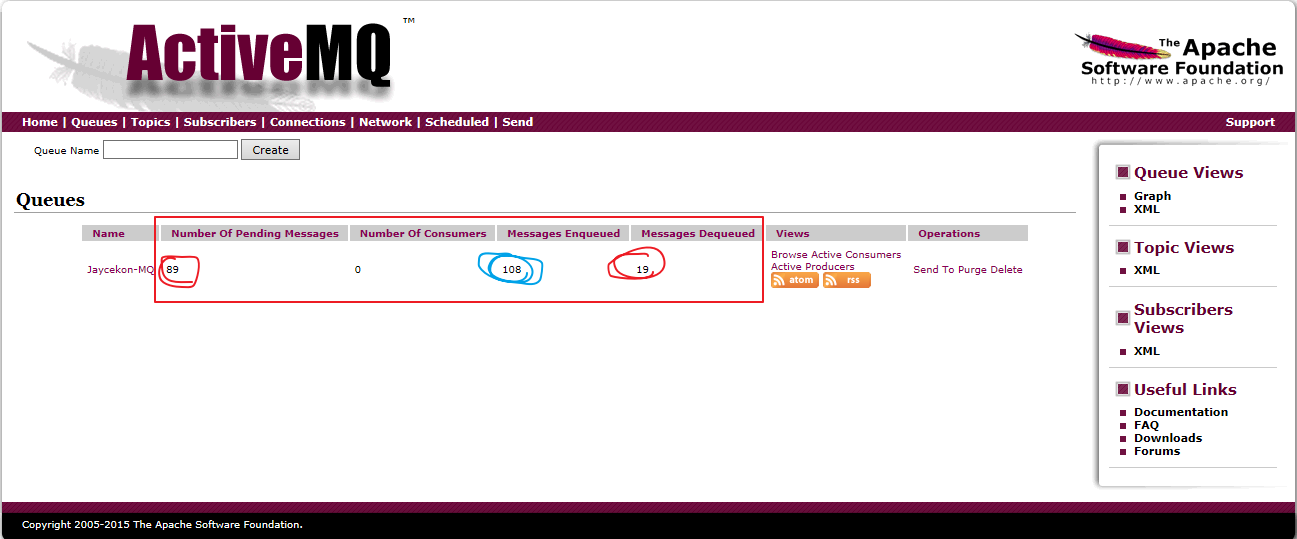 ActiveMQ ™
The Apache
Software Foundation
http://www.apache.org/
Home | Queues | Topics | Subscribers | Connections | Network | Scheduled | Send
Support
Queue Name Create
Queues
Name Number Of Pending Messages Number Of Consumers Messages Enqueued Messages Dequeued Views Operations
Jaycekon-MQ 89 0 108 19 Browse Active Consumers
Active Producers
atom rss
Send To Purge Delete
Queue Views
Graph
XML
Topic Views
XML
Subscribers
Views
XML
Useful Links
Documentation
FAQ
Downloads
Forums
Copyright 2005-2015 The Apache Software Foundation.